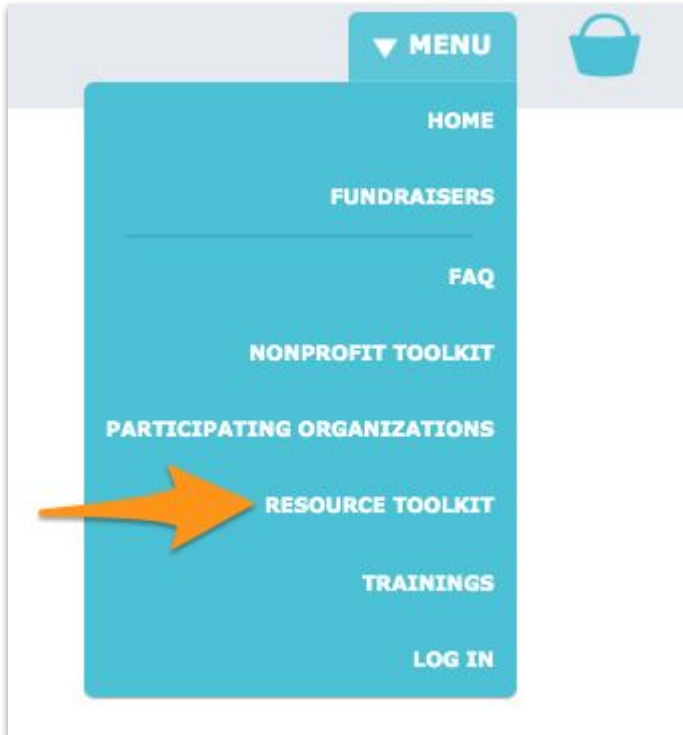 MENU
HOME
FUNDRAISERS
FAQ
NONPROFIT TOOLKIT
PARTICIPATING ORGANIZATIONS
RESOURCE TOOLKIT
TRAININGS
LOG IN